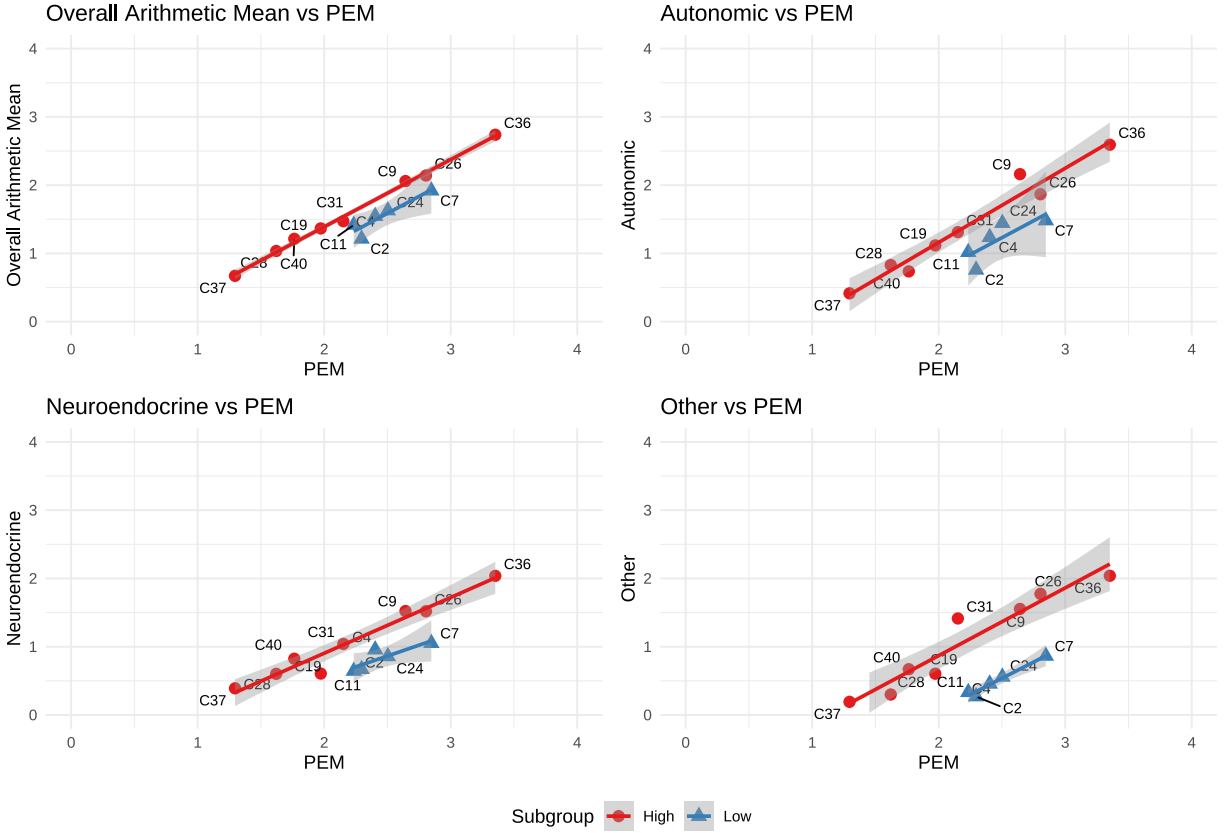 Overall Arithmetic Mean vs PEM
Overall Arithmetic Mean
4
3
2
1
0
C36
C26
C9
C7
C31
C24
C4
C19
C11
C2
C28
C40
C37
0 1 2 3 4
PEM
Autonomic vs PEM
Autonomic
4
3
2
1
0
C36
C9
C26
C24
C31
C7
C19
C4
C11
C28
C2
C40
C37
0 1 2 3 4
PEM
Neuroendocrine vs PEM
Neuroendocrine
4
3
2
1
0
C36
C9
C26
C31
C4
C7
C40
C2
C24
C19
C11
C28
C37
0 1 2 3 4
PEM
Other vs PEM
Other
4
3
2
1
0
C26
C36
C31
C9
C7
C40
C19
C24
C28
C11
C4
C2
C37
0 1 2 3 4
PEM
Subgroup High Low